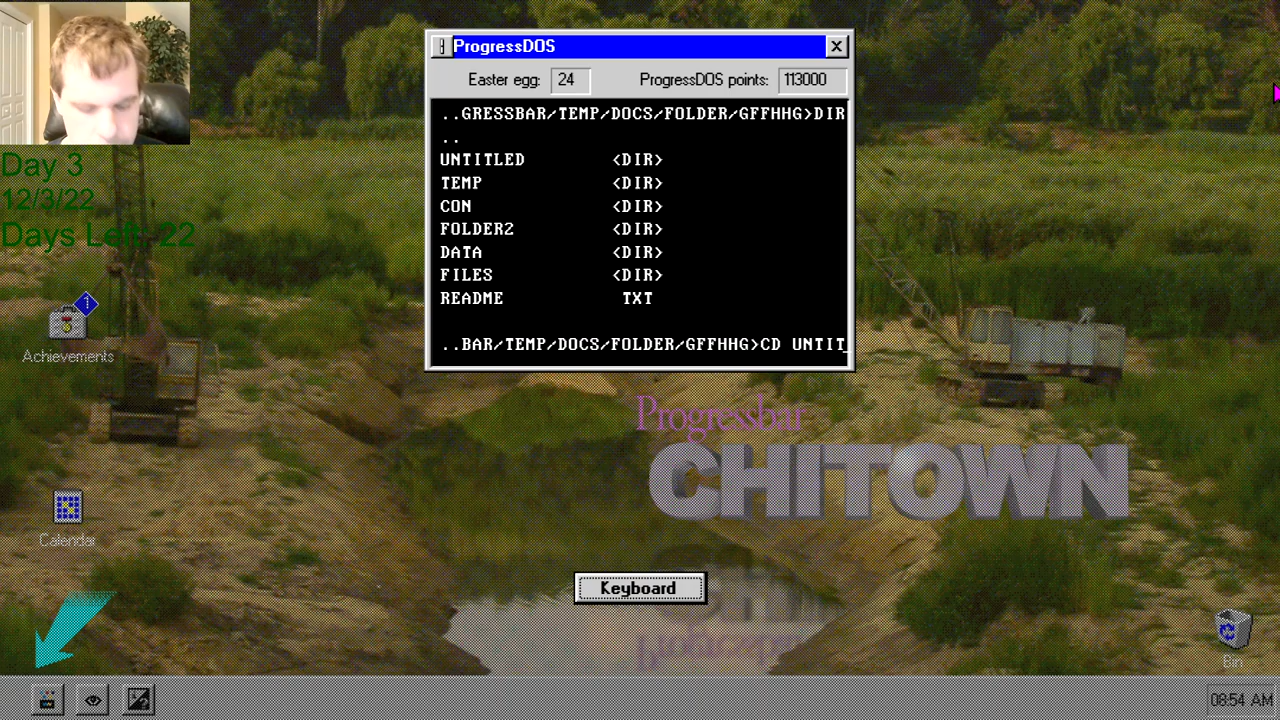 ProgressDOS
Easter egg: 24 ProgressDOS points: 113000
..GRESSBAR/TEMP/DOCS/FOLDER/GFFHHG>DIR
..
UNTITLED <DIR>
TEMP <DIR>
CON <DIR>
FOLDER2 <DIR>
DATA <DIR>
FILES <DIR>
README TXT
..BAR/TEMP/DOCS/FOLDER/GFFHHG>CD UNTIT_
Day 3
12/3/22
Days Left: 22
1
Achievements
Calendar
Progressbar
CHITOWN
Keyboard
Bin
08:54 AM